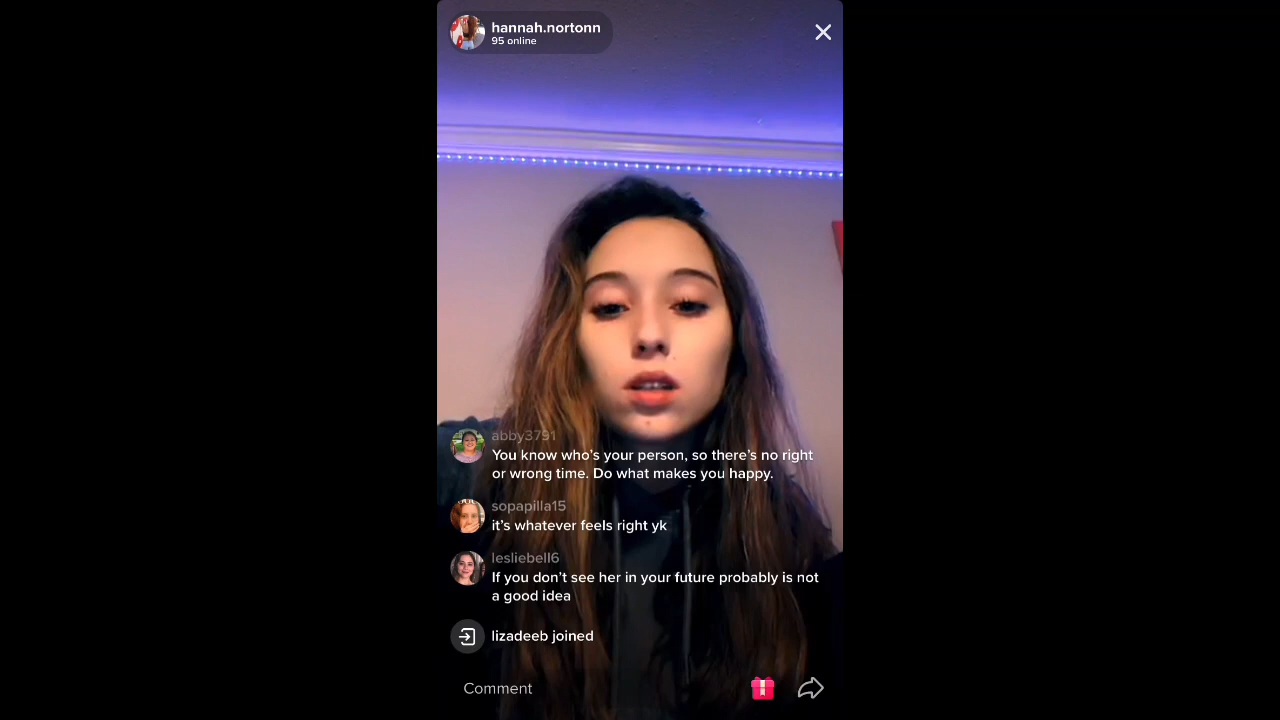 hannah.nortonn
95 online
abby3791
You know who's your person, so there's no right
or wrong time. Do what makes you happy.
sopapilla15
it's whatever feels right yk
lesliebell6
If you don't see her in your future probably is not
a good idea
lizadeeb joined
Comment